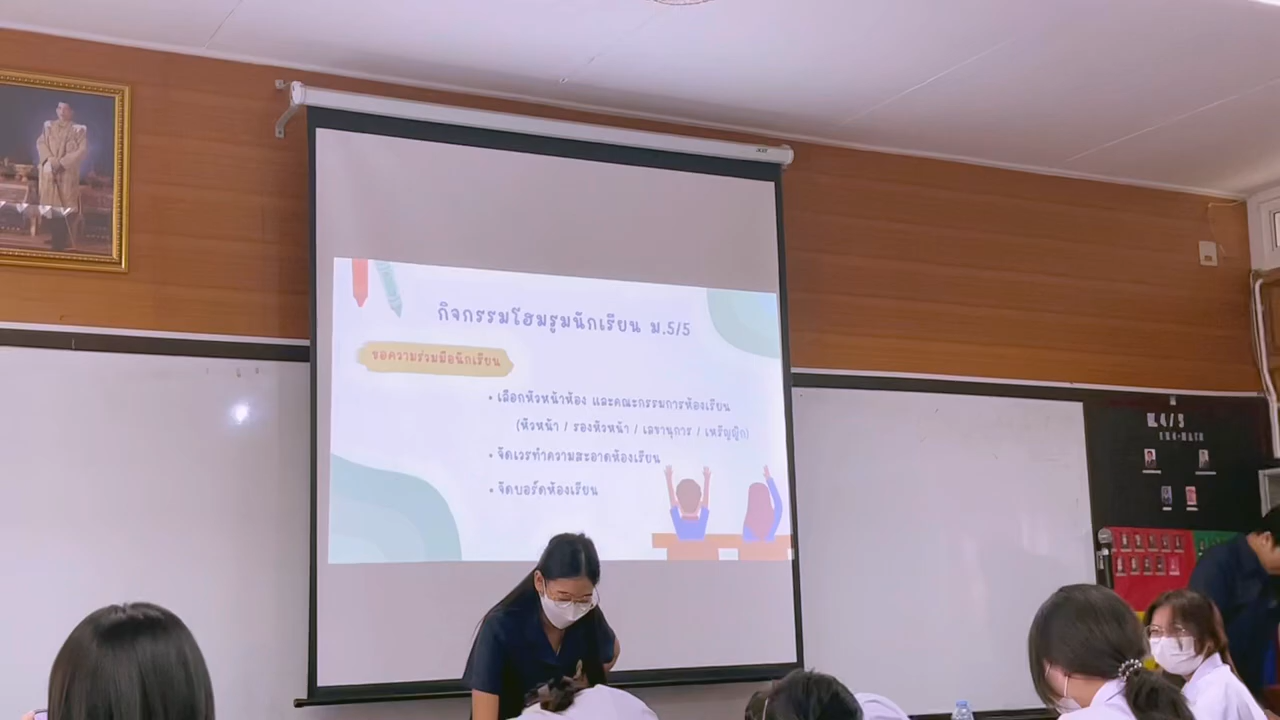 กิจกรรมโฮมรูมนักเรียน ม.5/5
ขอความร่วมมือนักเรียน
• เลือกหัวหน้าห้อง และคณะกรรมการห้องเรียน
(หัวหน้า / รองหัวหน้า / เลขานุการ / เหรัญญิก)
• จัดเวรทำความสะอาดห้องเรียน
• จัดบอร์ดห้องเรียน